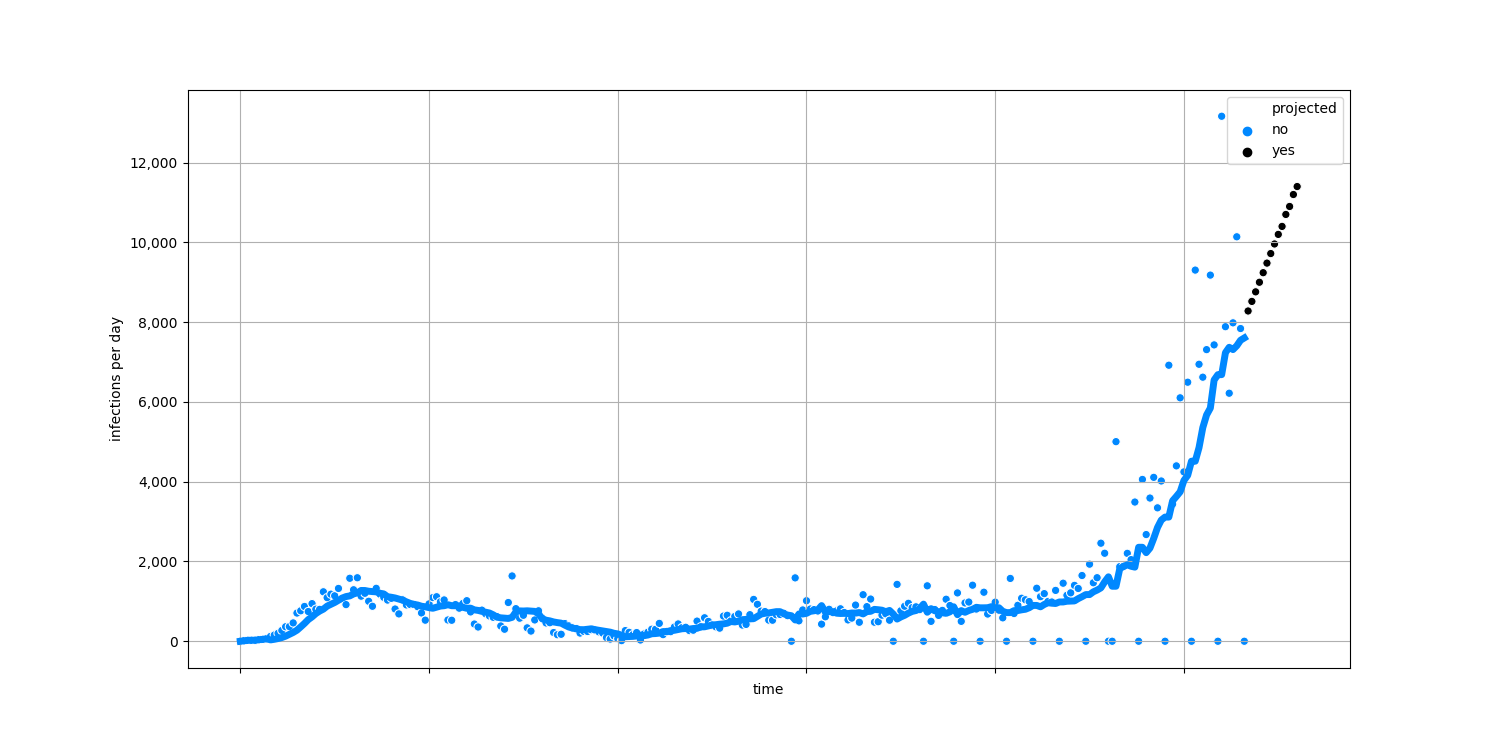 projected
no
yes
12,000
10,000
8,000
6,000
4,000
2,000
0
infections per day
time